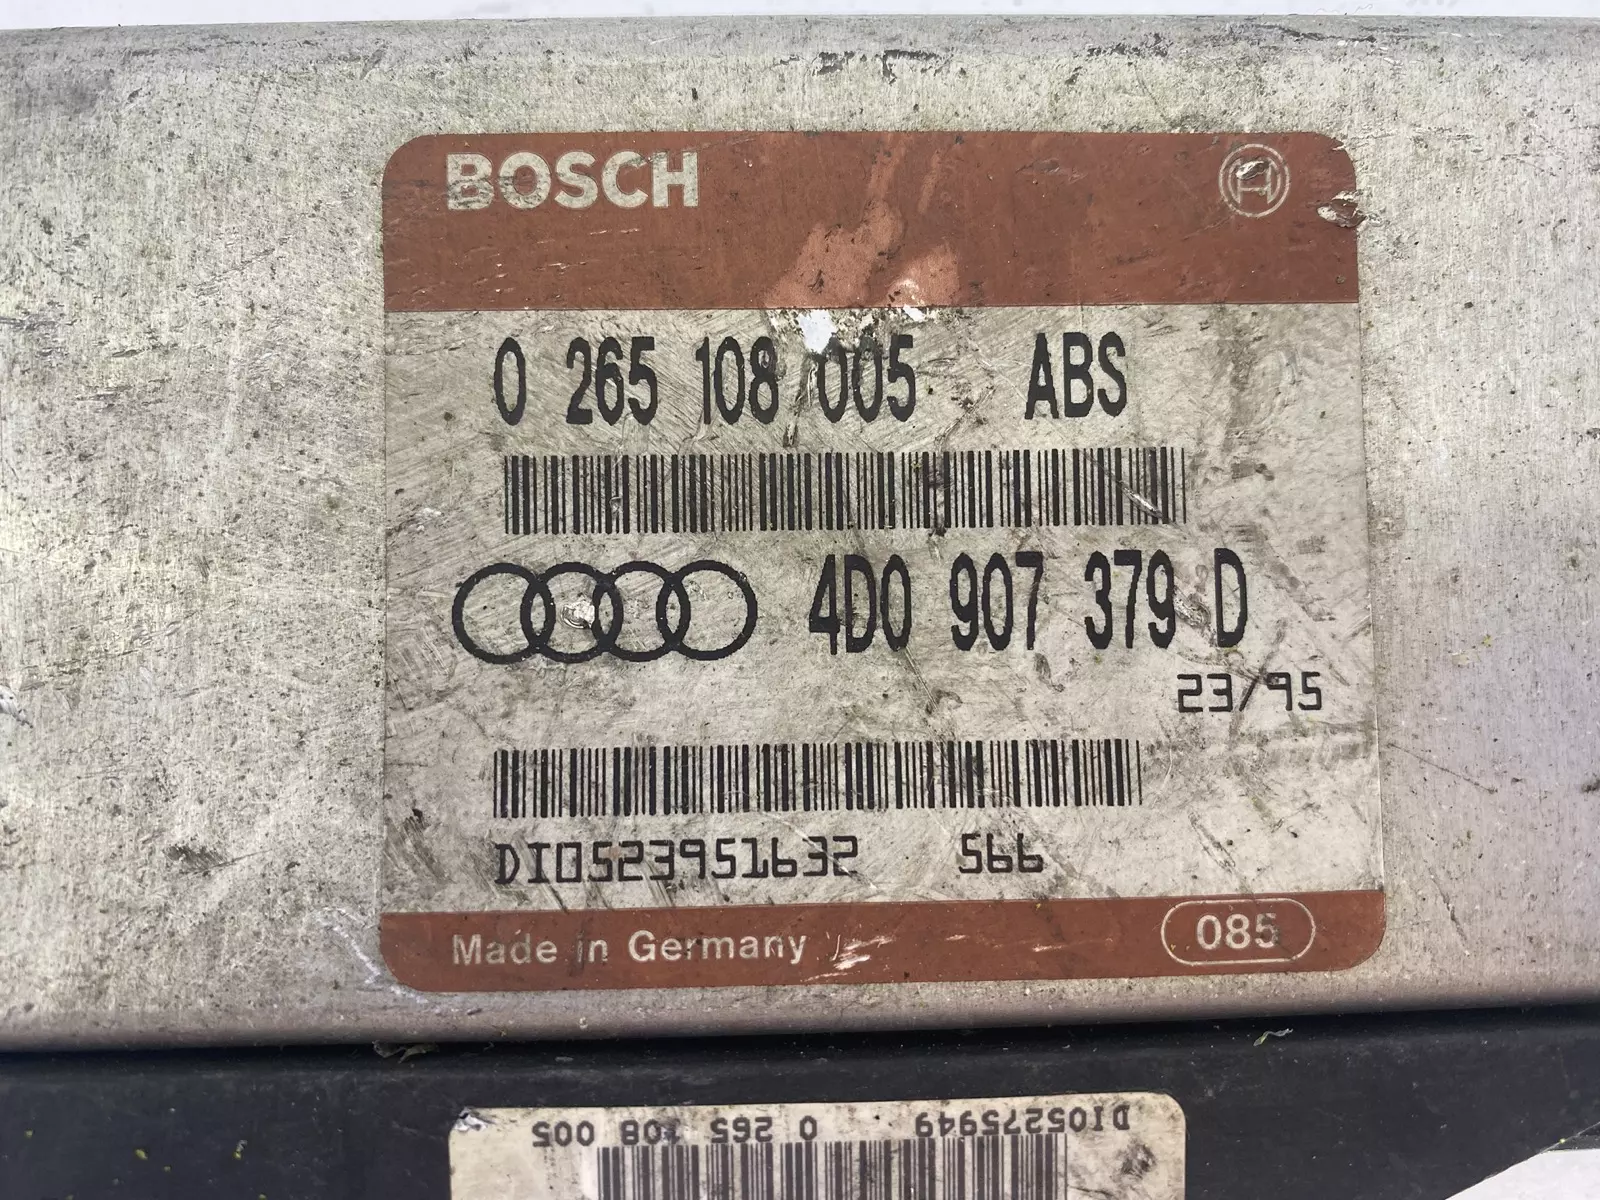 BOSCH
0 265 108 005 ABS
4D0 907 379 D
23/95
DI0523951632 566
Made in Germany 085
DI05275949 0 265 108 005